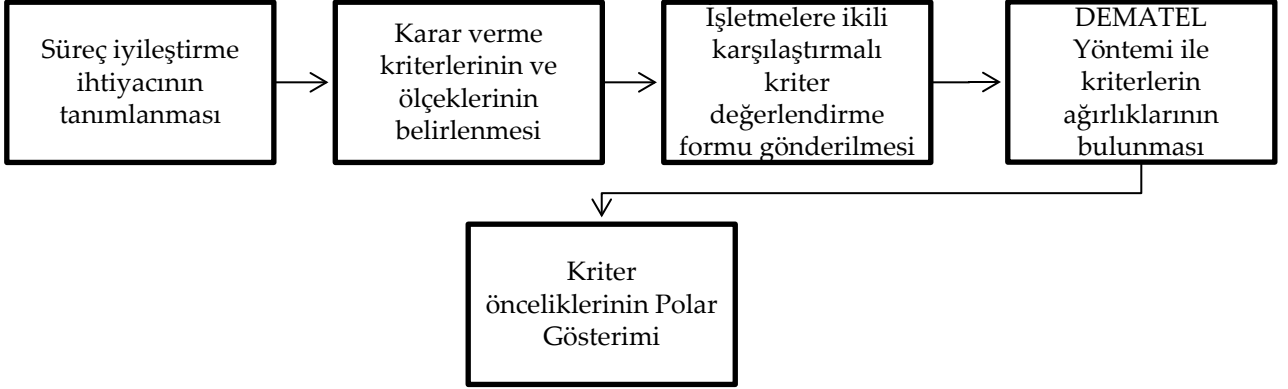 Süreç iyileştirme
ihtiyacının
tanımlanması
Karar verme
kriterlerinin ve
ölçeklerinin
belirlenmesi
Işletmelere ikili
karşılaştırmalı
kriter
değerlendirme
formu gönderilmesi
DEMATEL
Yöntemi ile
kriterlerin
ağırlıklarının
bulunması
Kriter
önceliklerinin Polar
Gösterimi